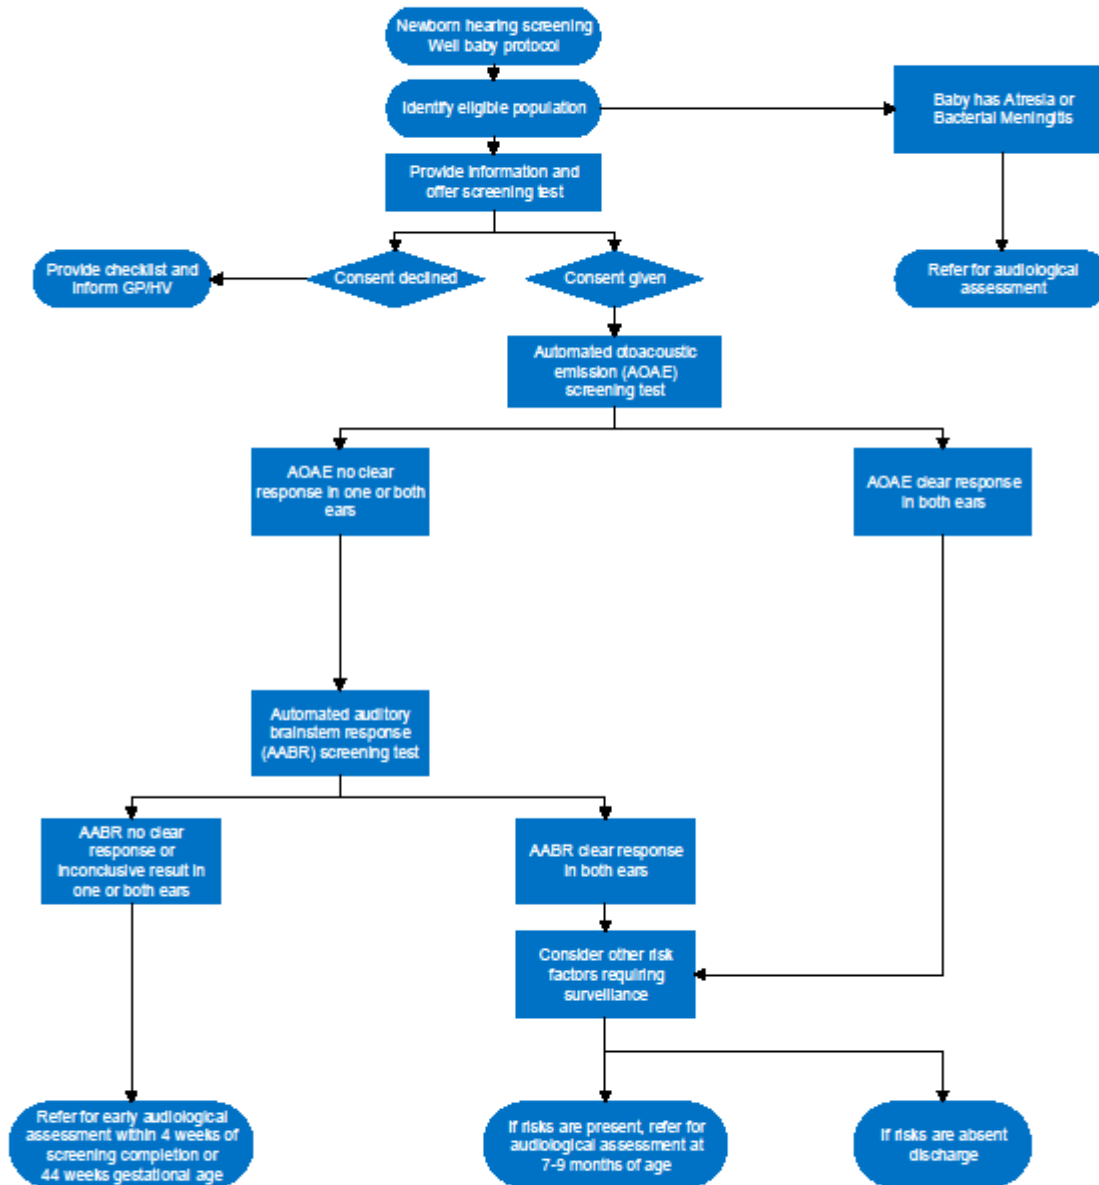 Newborn hearing screening
Well baby protocol
Identify eligible population
Baby has Atresia or
Bacterial Meningitis
Provide information and
offer screening test
Provide checklist and
inform GP/HV
Consent declined
Consent given
Refer for audiological
assessment
Automated otoacoustic
emission (AOAE)
screening test
AOAE no clear
response in one or both
ears
AOAE clear response
in both ears
Automated auditory
brainstem response
(AABR) screening test
AABR no clear
response or
inconclusive result in
one or both ears
AABR clear response
in both ears
Consider other risk
factors requiring
surveillance
Refer for early audiological
assessment within 4 weeks of
screening completion or
44 weeks gestational age
If risks are present, refer for
audiological assessment at
7-9 months of age
If risks are absent
discharge